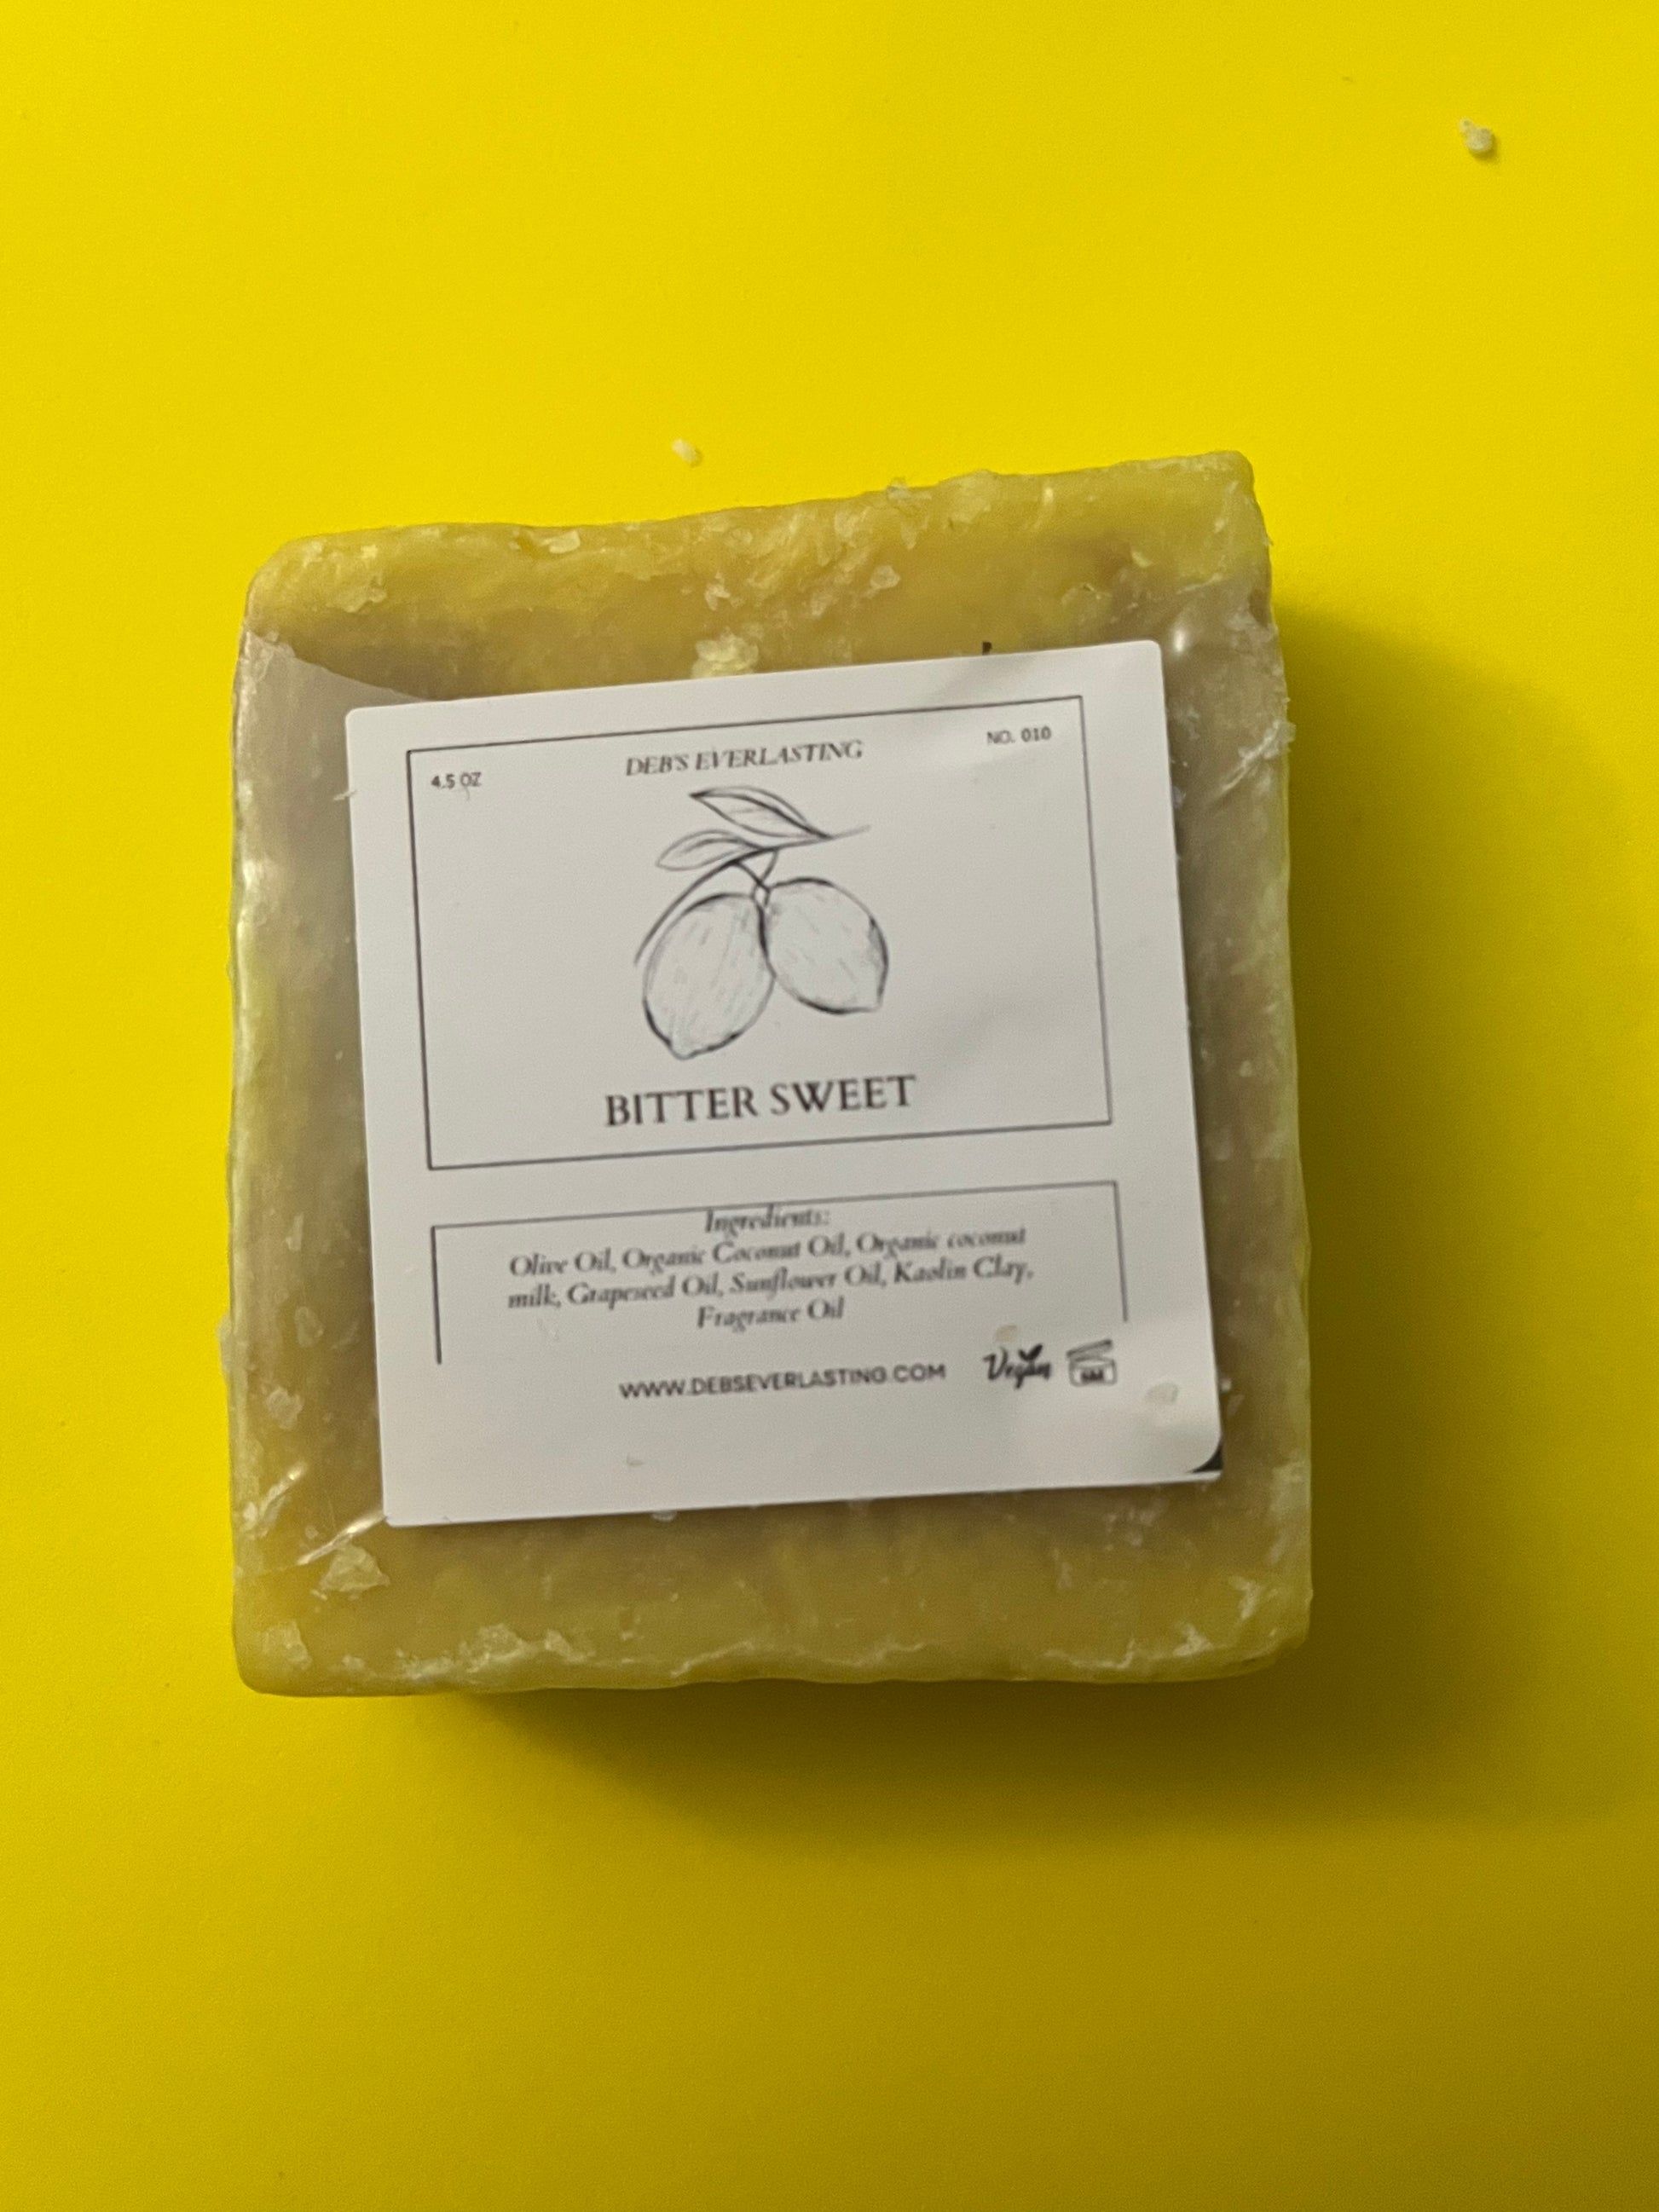 DEB'S EVERLASTING
NO. 010
4.5 OZ
BITTER SWEET
Ingredients:
Olive Oil, Organic Coconut Oil, Organic coconut
milk, Grapeseed Oil, Sunflower Oil, Kaolin Clay,
Fragrance Oil
WWW.DEBSEVERLASTING.COM
Vegan